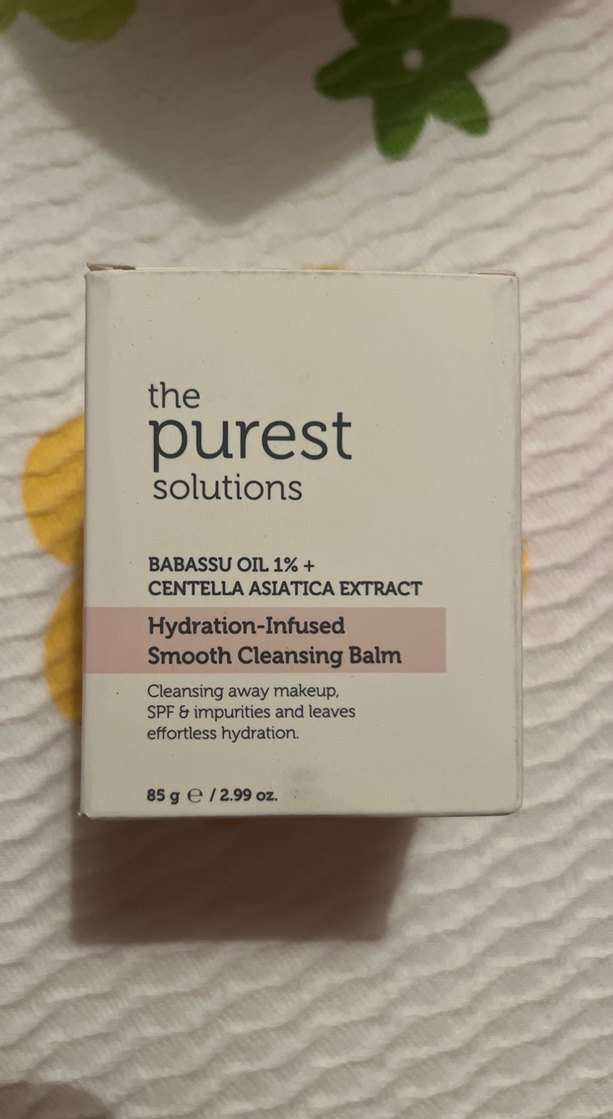 the
purest
solutions
BABASSU OIL 1% +
CENTELLA ASIATICA EXTRACT
Hydration-Infused
Smooth Cleansing Balm
Cleansing away makeup,
SPF & impurities and leaves
effortless hydration.
85 g ℮ / 2.99 oz.